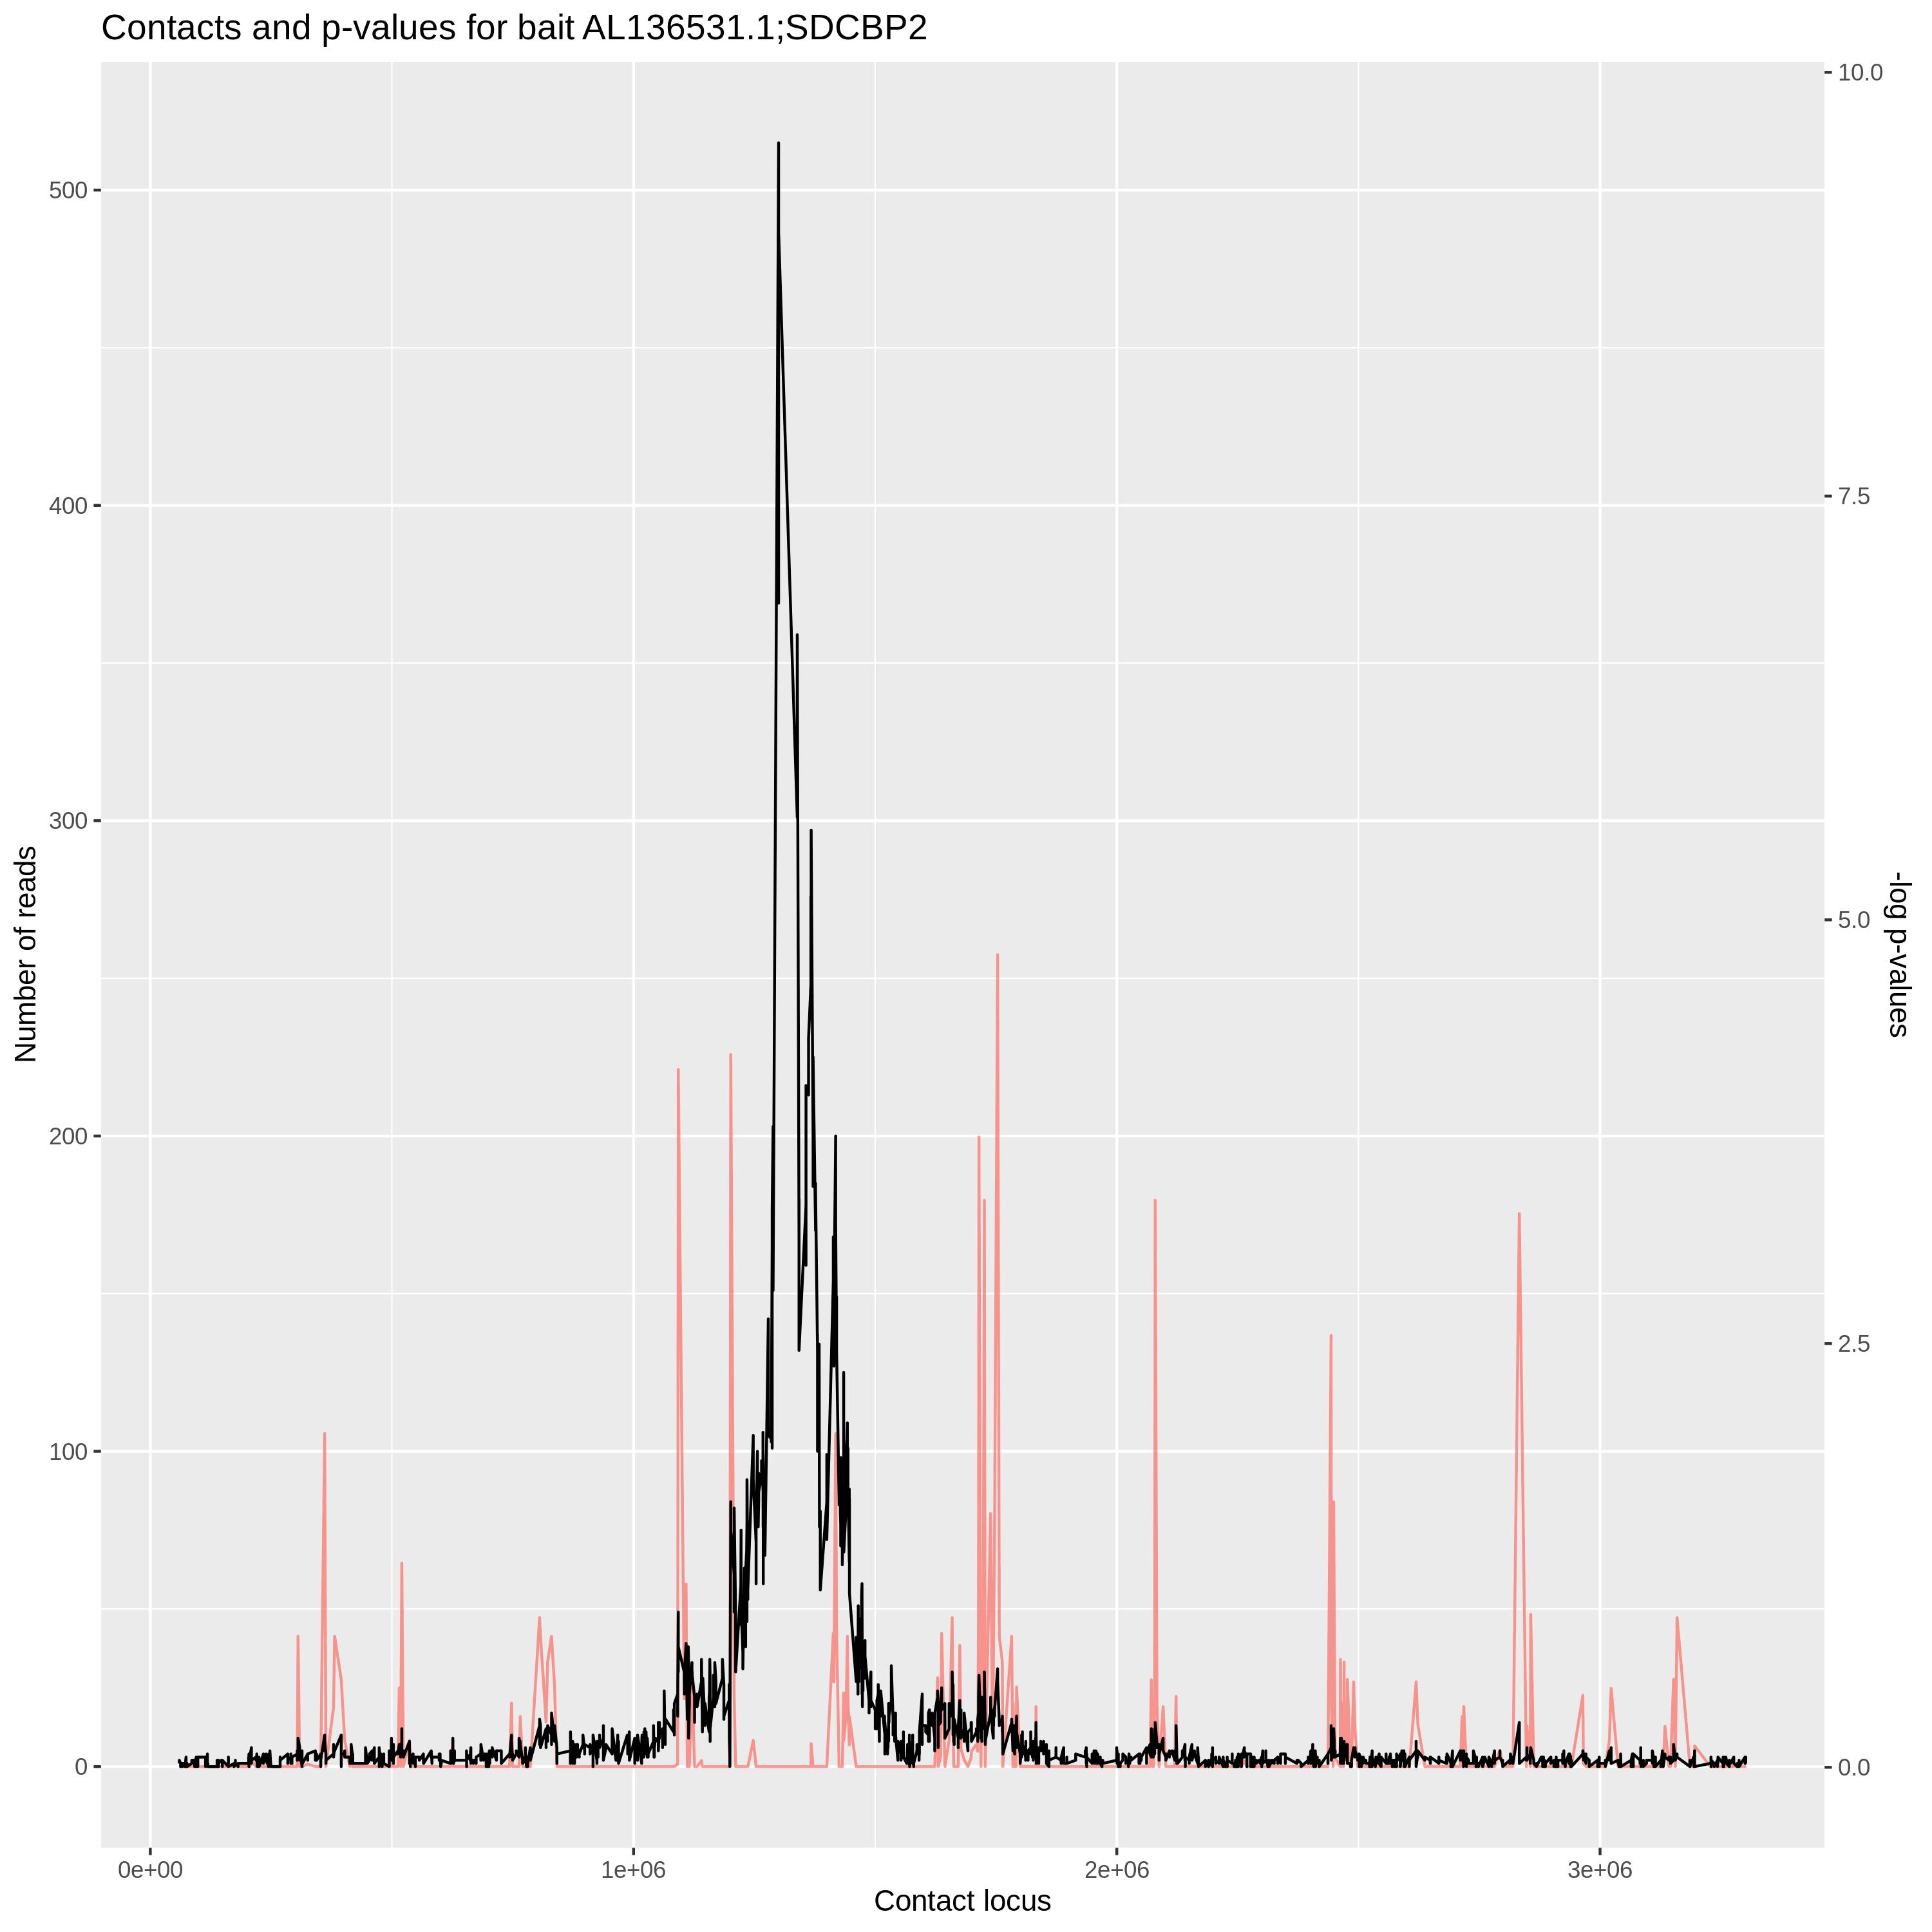 Contacts and p-values for bait AL136531.1;SDCBP2
10.0
500
400
7.5
300
Number of reads
5.0
-log p-values
200
2.5
100
0
0.0
0e+00
1e+06
2e+06
3e+06
Contact locus